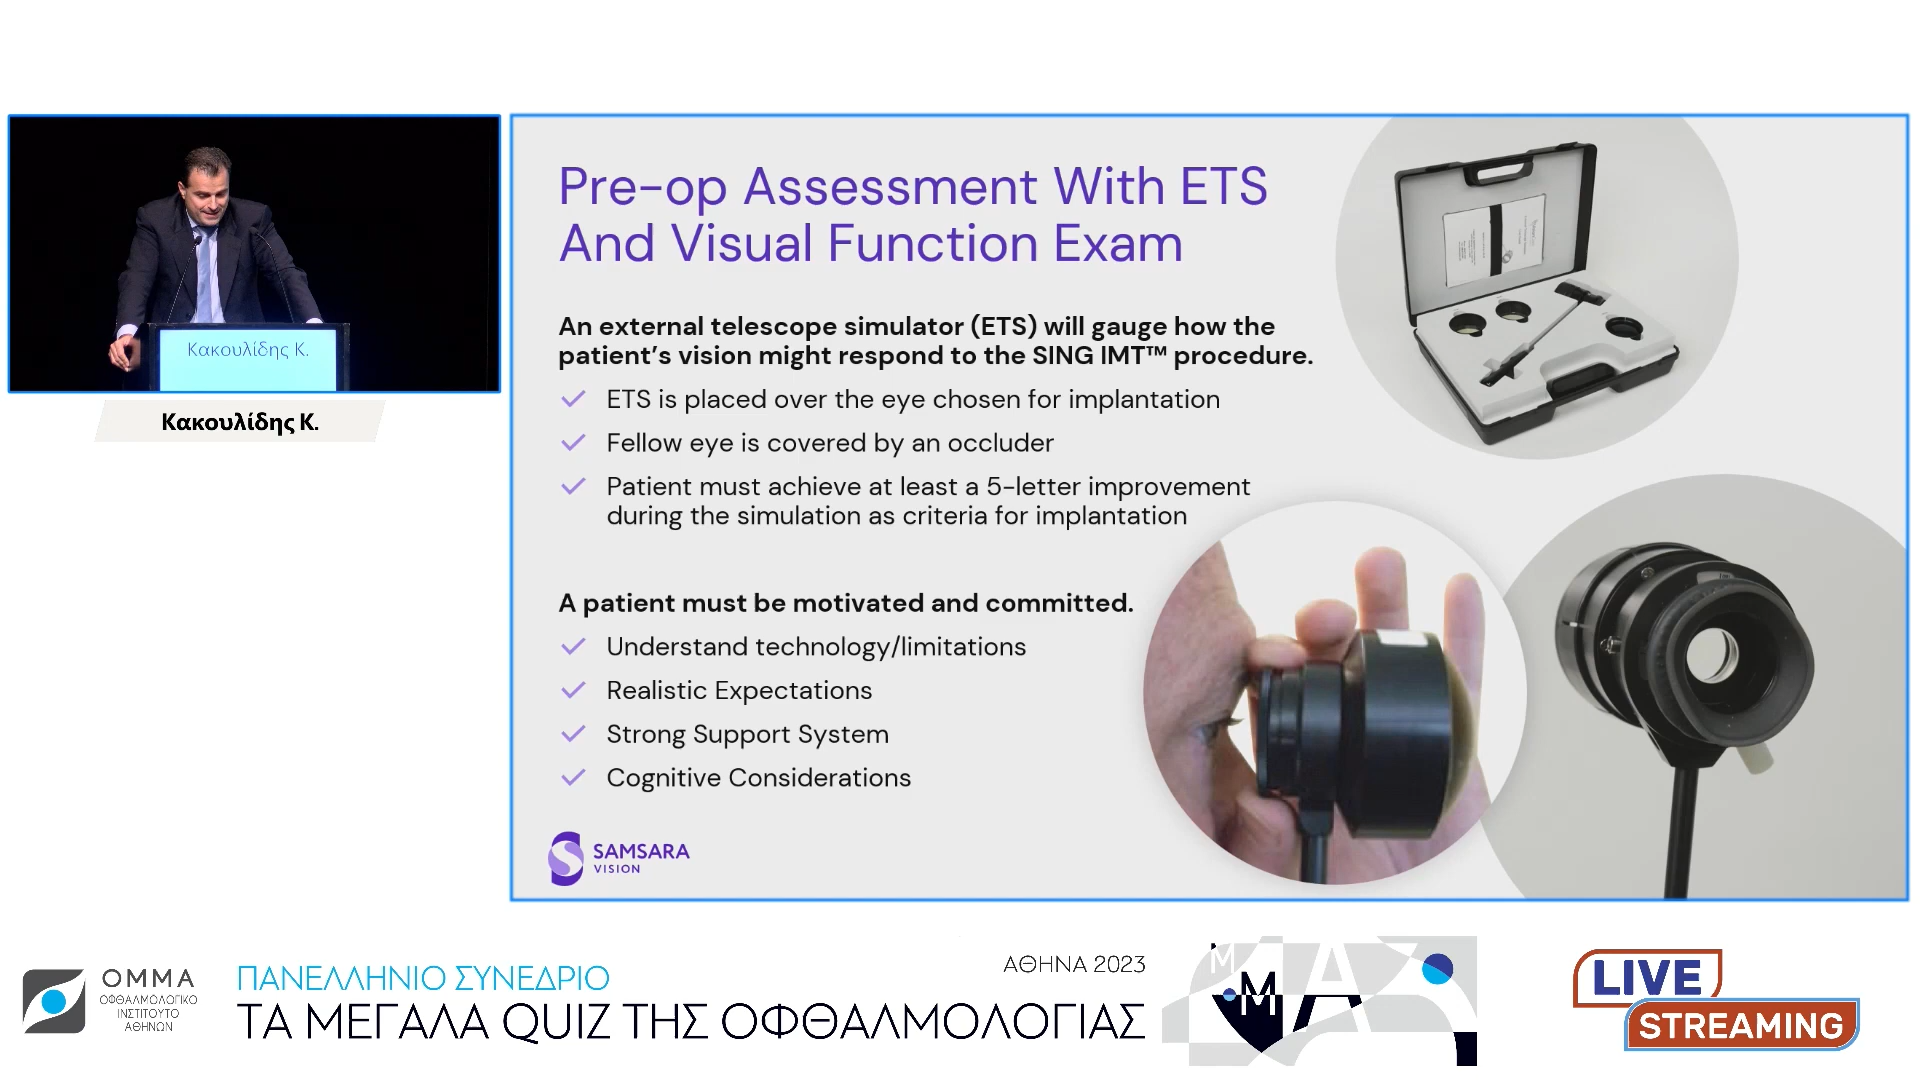 Κακουλίδης Κ.
Κακουλίδης Κ.
Pre-op Assessment With ETS
And Visual Function Exam
An external telescope simulator (ETS) will gauge how the
patient's vision might respond to the SING IMT™ procedure.
ETS is placed over the eye chosen for implantation
Fellow eye is covered by an occluder
Patient must achieve at least a 5-letter improvement
during the simulation as criteria for implantation
A patient must be motivated and committed.
Understand technology/limitations
Realistic Expectations
Strong Support System
Cognitive Considerations
SAMSARA
VISION
ΟΜΜΑ
ΟΦΘΑΛΜΟΛΟΓΙΚΟ
ΙΝΣΤΙΤΟΥΤΟ
ΑΘΗΝΩΝ
ΠΑΝΕΛΛΗΝΙΟ ΣΥΝΕΔΡΙΟ
ΑΘΗΝΑ 2023
ΤΑ ΜΕΓΑΛΑ QUIZ ΤΗΣ ΟΦΘΑΛΜΟΛΟΓΙΑΣ
LIVE
STREAMING